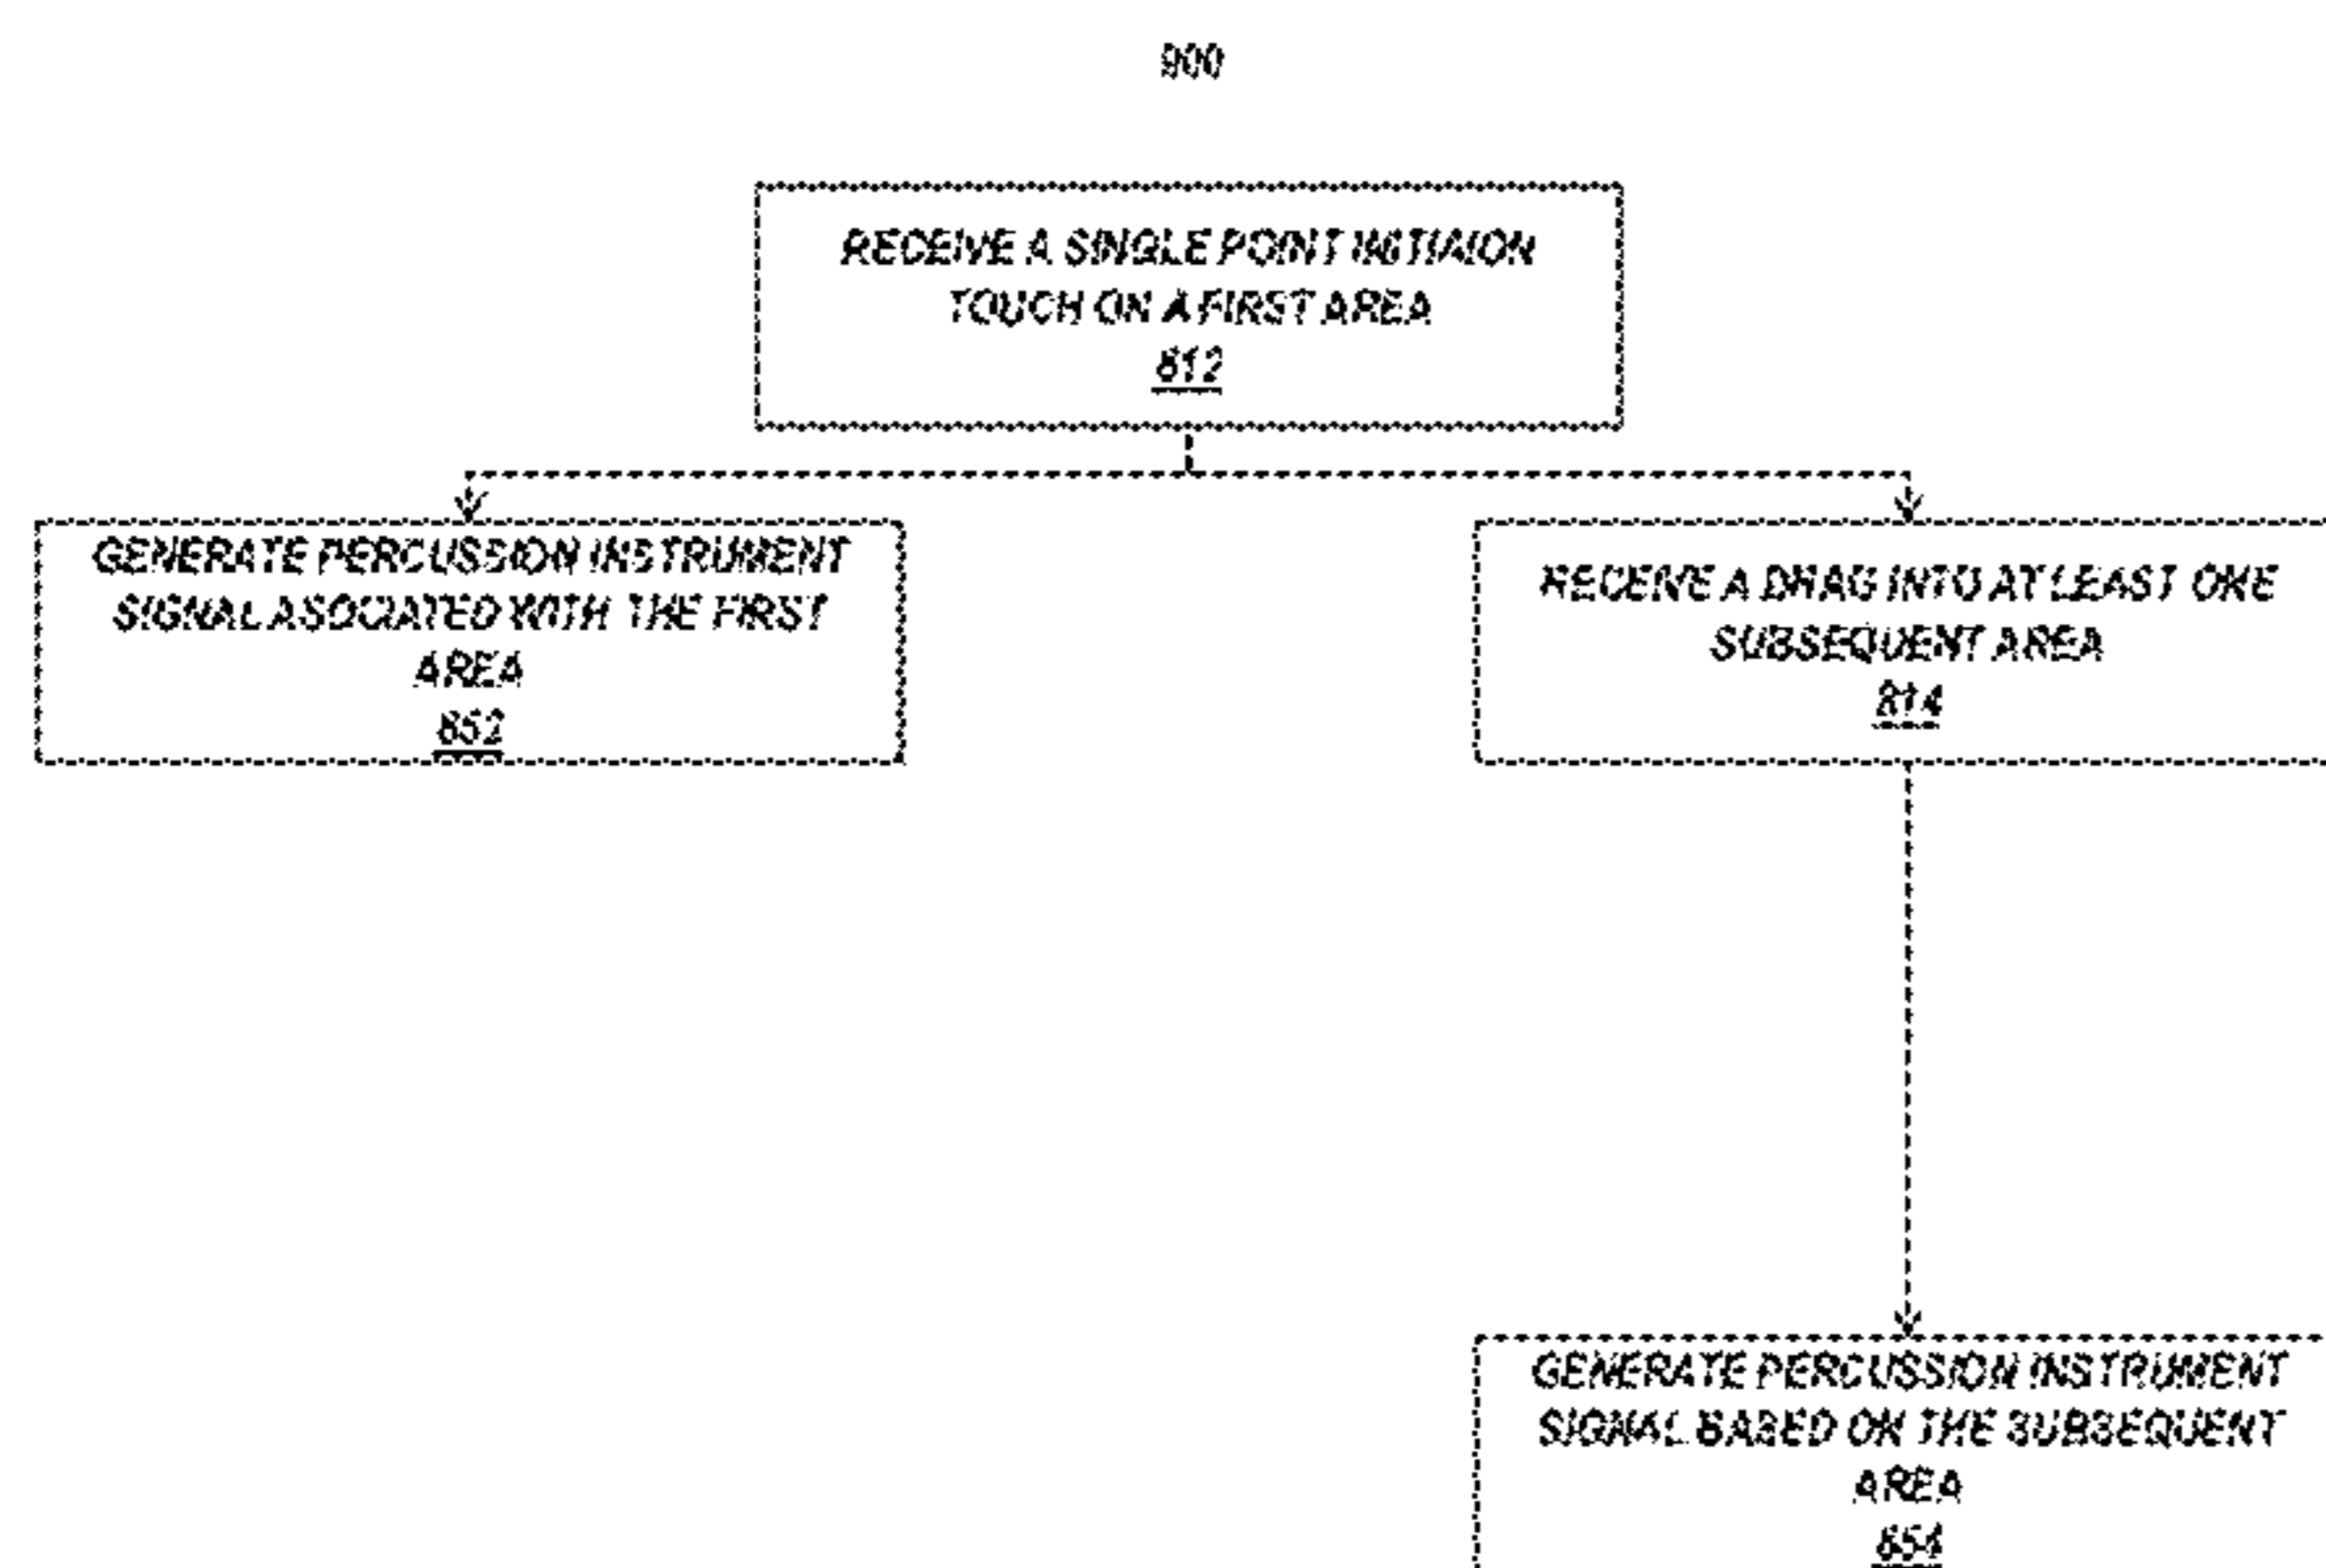 900
RECEIVE A SINGLE POINT INITIAION
TOUCH ON A FIRST AREA
812
GENERATE PERCUSSION INSTRUMENT
SIGNAL ASOCIATED WITH THE FIRST
AREA
852
RECEIVE A DRAG INTO AT LEAST ONE
SUBSEQUENT AREA
814
GENERATE PERCUSSION INSTRUMENT
SIGNAL BASED ON THE SUBSEQUENT
AREA
854